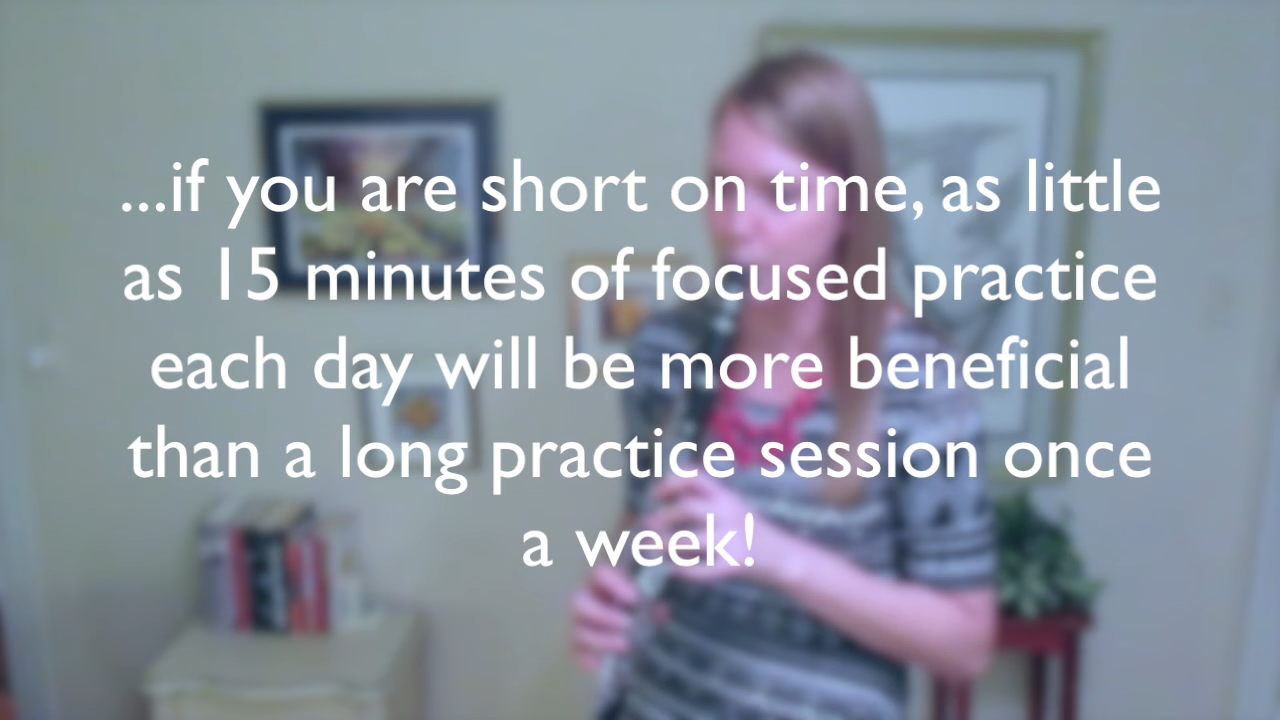 ...if you are short on time, as little
as 15 minutes of focused practice
each day will be more beneficial
than a long practice session once
a week!